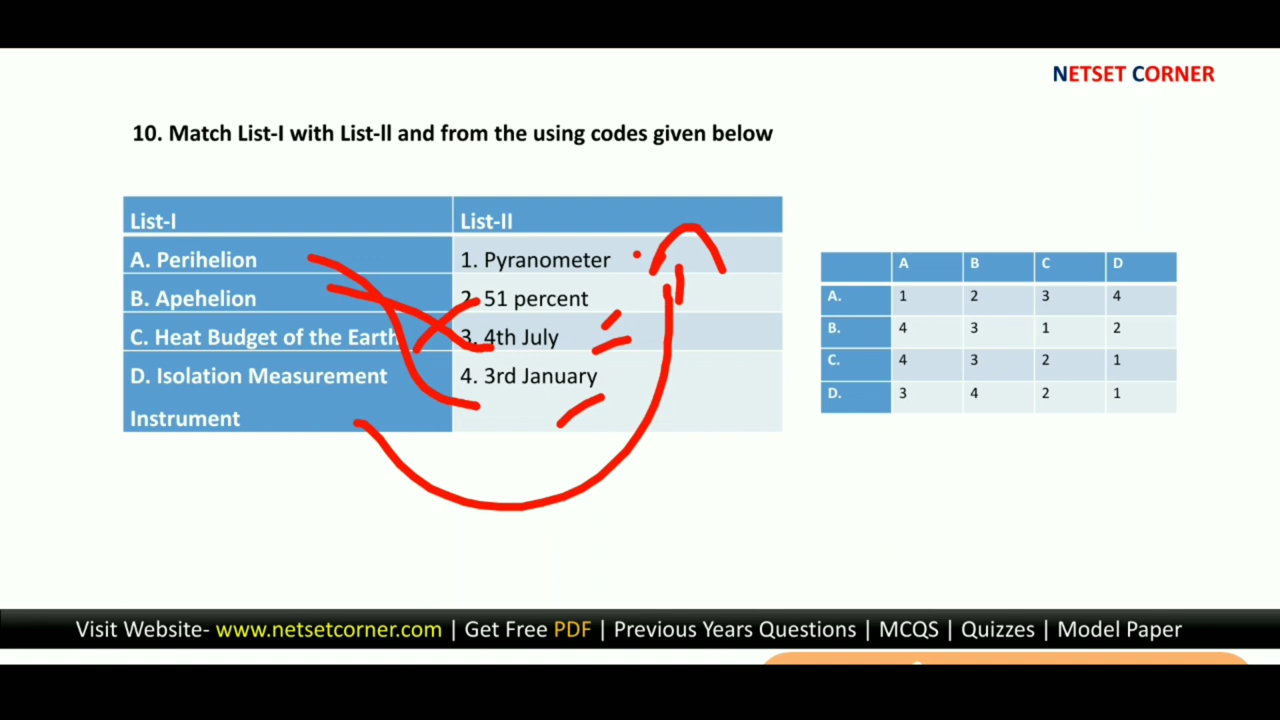 NETSET CORNER
10. Match List-I with List-ll and from the using codes given below
List-I List-II
A. Perihelion 1. Pyranometer
B. Apehelion 2. 51 percent
C. Heat Budget of the Earth 3. 4th July
D. Isolation Measurement 4. 3rd January
Instrument
A B C D
A. 1 2 3 4
B. 4 3 1 2
C. 4 3 2 1
D. 3 4 2 1
Visit Website- www.netsetcorner.com | Get Free PDF | Previous Years Questions | MCQS | Quizzes | Model Paper